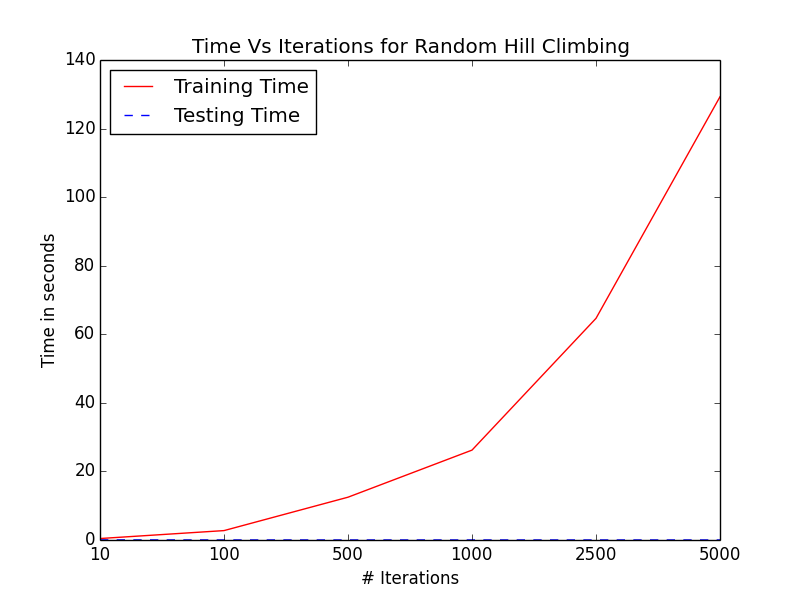 Time Vs Iterations for Random Hill Climbing
Training Time
Testing Time
140
120
100
80
60
40
20
0
Time in seconds
10 100 500 1000 2500 5000
# Iterations